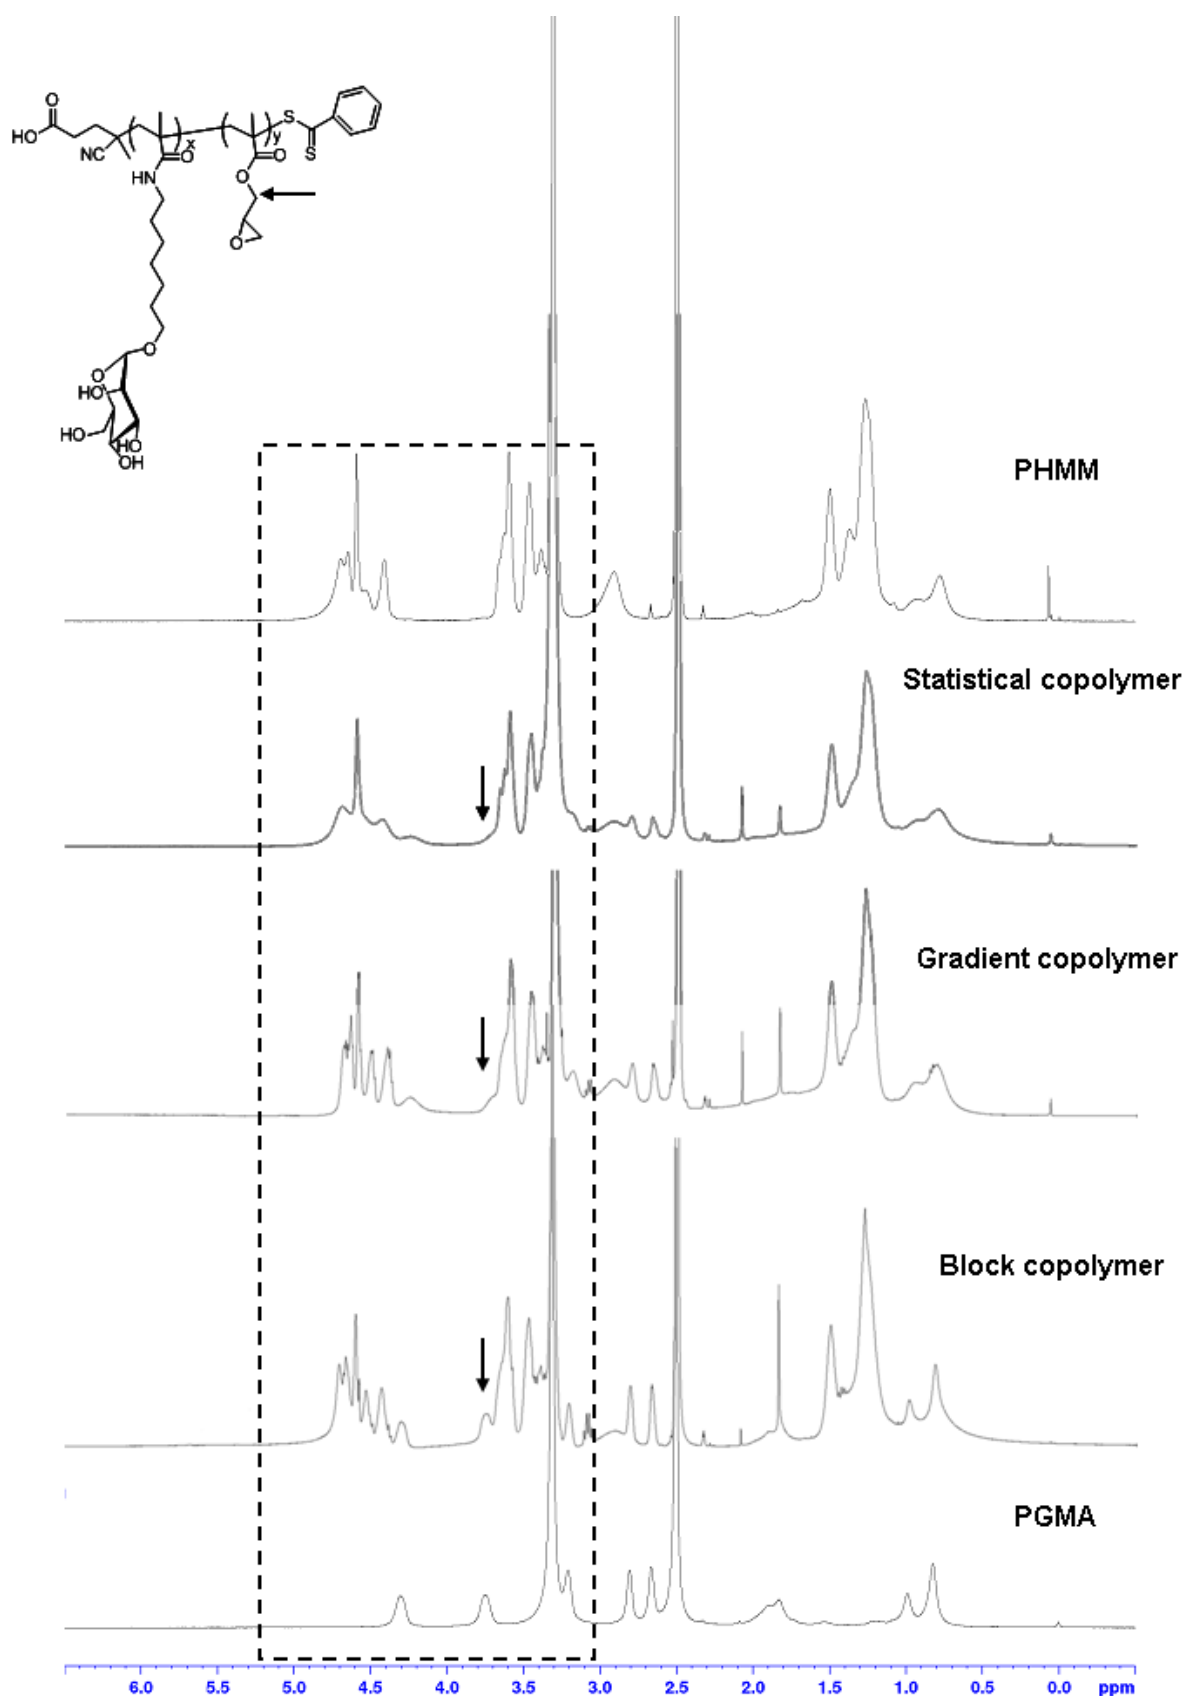 O
HO
NC
x
O
HN
y
O
O
S
S
O
O
O
HO
HO
HO
OH
PHMM
Statistical copolymer
Gradient copolymer
Block copolymer
PGMA
6.0 5.5 5.0 4.5 4.0 3.5 3.0 2.5 2.0 1.5 1.0 0.5 0.0 ppm